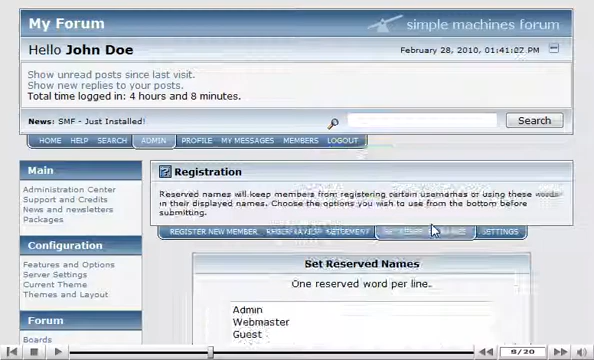 My Forum
simple machines forum
Hello John Doe
February 28, 2010, 01:41:27 PM
Show unread posts since last visit.
Show new replies to your posts.
Total time logged in: 4 hours and 8 minutes.
News: SMF - Just Installed!
Search
HOME HELP SEARCH ADMIN PROFILE MY MESSAGES MEMBERS LOGOUT
Main
Administration Center
Support and Credits
News and newsletters
Packages
Configuration
Features and Options
Server Settings
Current Theme
Themes and Layout
Forum
Boards
Registration
Reserved names will keep members from registering certain usernames or using these words
in their displayed names. Choose the options you wish to use from the bottom before
submitting.
REGISTER NEW MEMBER SETTINGS
Set Reserved Names
One reserved word per line.
Admin
Webmaster
Guest
8/20